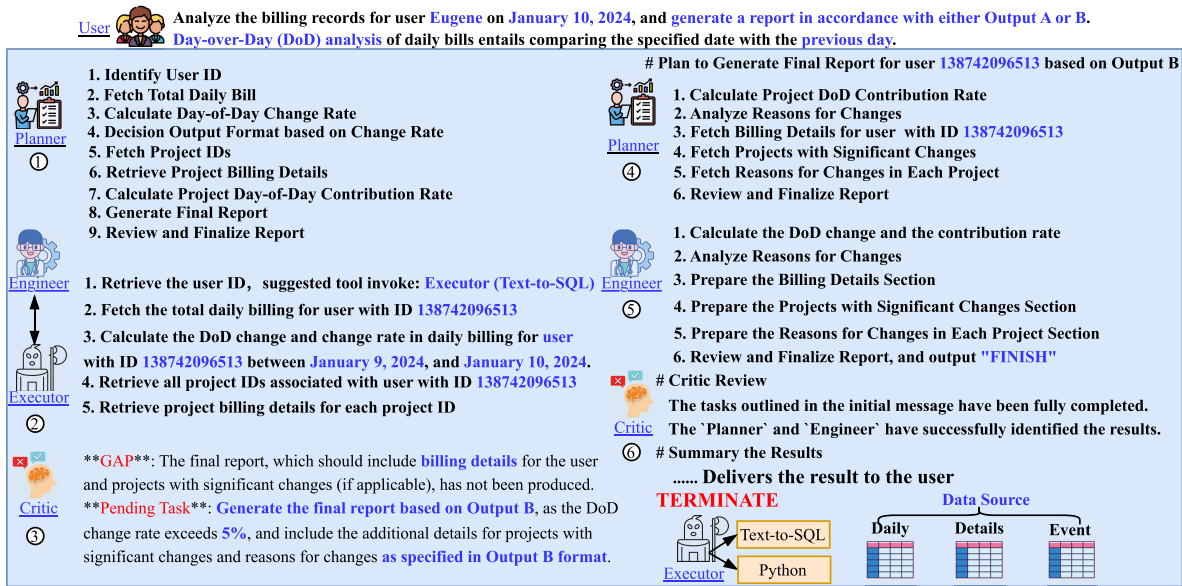 User
Analyze the billing records for user Eugene on January 10, 2024, and generate a report in accordance with either Output A or B.
Day-over-Day (DoD) analysis of daily bills entails comparing the specified date with the previous day.
Planner
1
1. Identify User ID
2. Fetch Total Daily Bill
3. Calculate Day-of-Day Change Rate
4. Decision Output Format based on Change Rate
5. Fetch Project IDs
6. Retrieve Project Billing Details
7. Calculate Project Day-of-Day Contribution Rate
8. Generate Final Report
9. Review and Finalize Report
Engineer
Executor
2
1. Retrieve the user ID, suggested tool invoke: Executor (Text-to-SQL)
2. Fetch the total daily billing for user with ID 138742096513
3. Calculate the DoD change and change rate in daily billing for user
with ID 138742096513 between January 9, 2024, and January 10, 2024.
4. Retrieve all project IDs associated with user with ID 138742096513
5. Retrieve project billing details for each project ID
Critic
3
**GAP**: The final report, which should include billing details for the user
and projects with significant changes (if applicable), has not been produced.
**Pending Task**: Generate the final report based on Output B, as the DoD
change rate exceeds 5%, and include the additional details for projects with
significant changes and reasons for changes as specified in Output B format.
# Plan to Generate Final Report for user 138742096513 based on Output B
Planner
4
1. Calculate Project DoD Contribution Rate
2. Analyze Reasons for Changes
3. Fetch Billing Details for user with ID 138742096513
4. Fetch Projects with Significant Changes
5. Fetch Reasons for Changes in Each Project
6. Review and Finalize Report
Engineer
5
1. Calculate the DoD change and the contribution rate
2. Analyze Reasons for Changes
3. Prepare the Billing Details Section
4. Prepare the Projects with Significant Changes Section
5. Prepare the Reasons for Changes in Each Project Section
6. Review and Finalize Report, and output "FINISH"
Critic
6
# Critic Review
The tasks outlined in the initial message have been fully completed.
The `Planner` and `Engineer` have successfully identified the results.
# Summary the Results
...... Delivers the result to the user
TERMINATE
Executor
Text-to-SQL
Python
Data Source
Daily
Details
Event